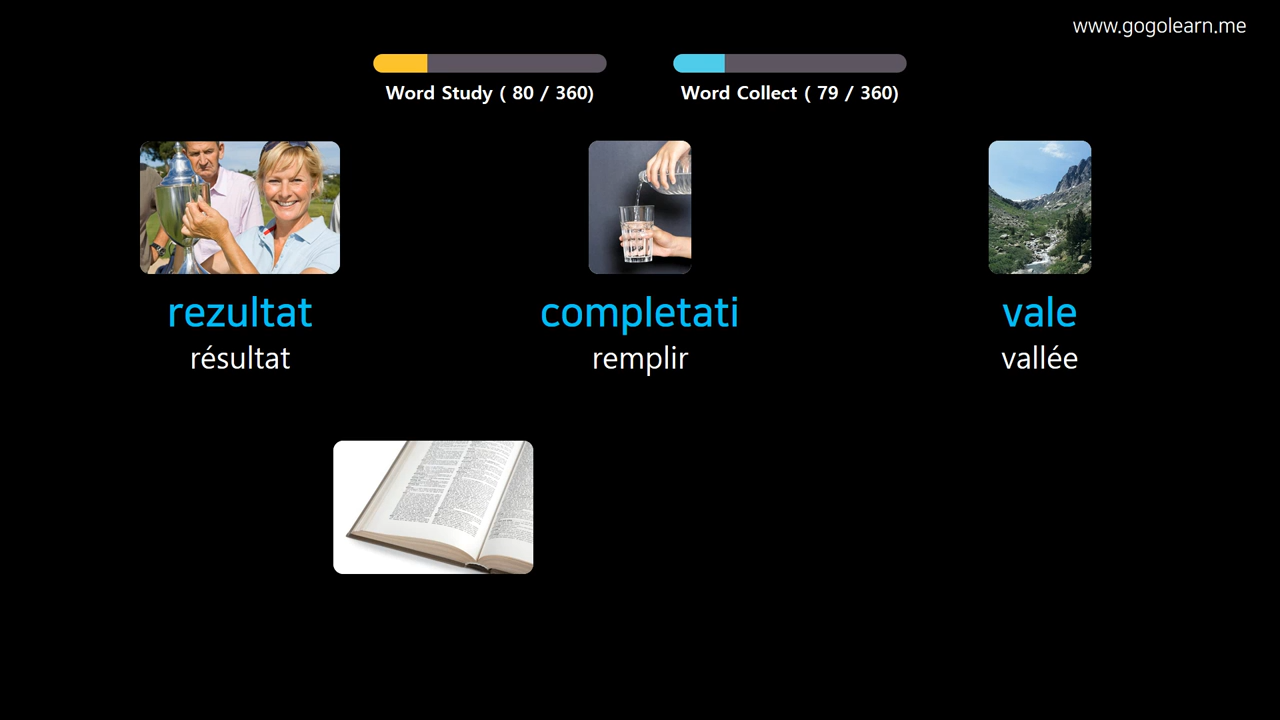 www.gogolearn.me
Word Study ( 80 / 360)
Word Collect ( 79 / 360)
rezultat
résultat
completati
remplir
vale
vallée